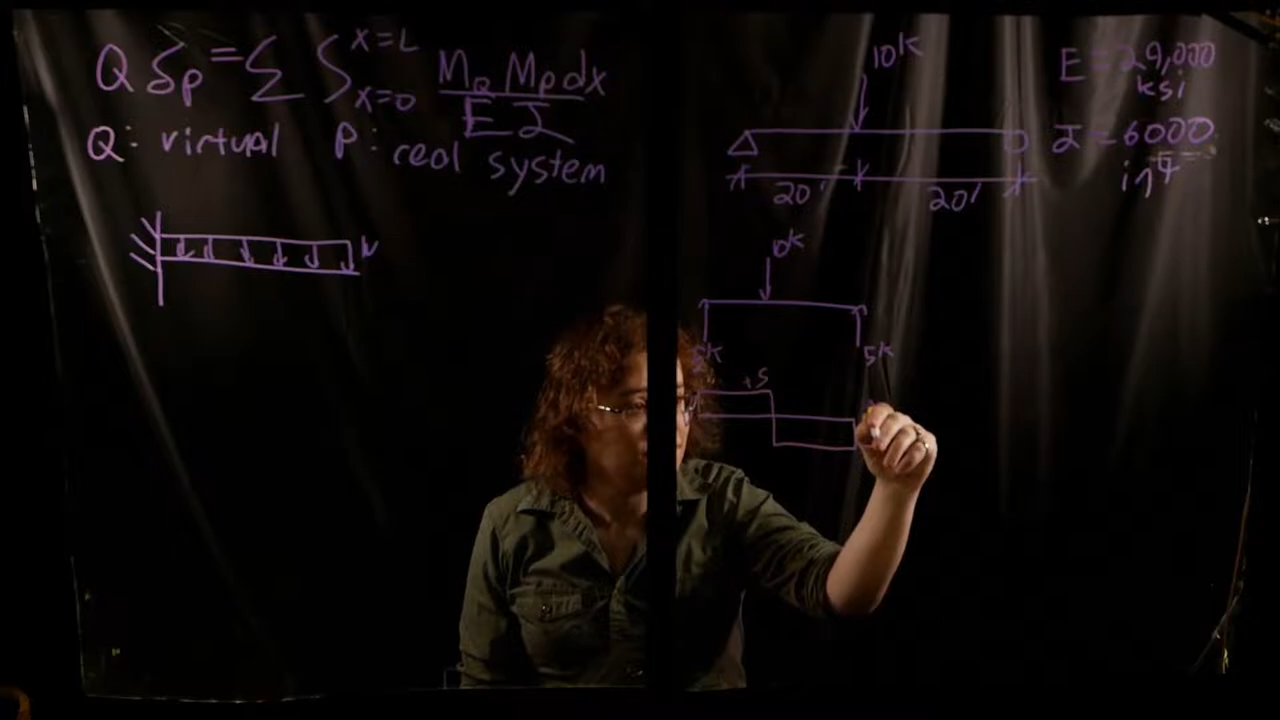 Q δp = Σ ∫ x=L x=0 MQ Mp dx / EI
Q: virtual P: real system
w
10k
E = 29,000 ksi
I = 6000 in4
20' 20'
10k
5k 5k
+5